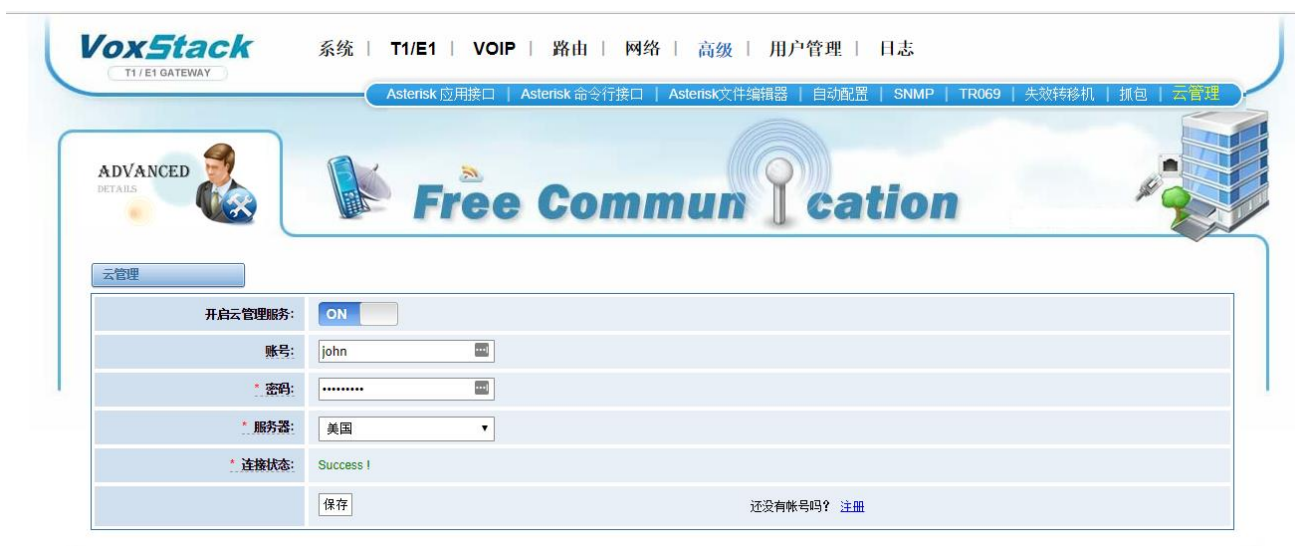 VoxStack
T1 / E1 GATEWAY
系统 | T1/E1 | VOIP | 路由 | 网络 | 高级 | 用户管理 | 日志
Asterisk 应用接口 | Asterisk 命令行接口 | Asterisk文件编辑器 | 自动配置 | SNMP | TR069 | 失效转移机 | 抓包 | 云管理
ADVANCED
DETAILS
Free Communication
云管理
开启云管理服务: ON
账号: john
* 密码: •••••••••
* 服务器: 美国
* 连接状态: Success !
保存 还没有帐号吗? 注册